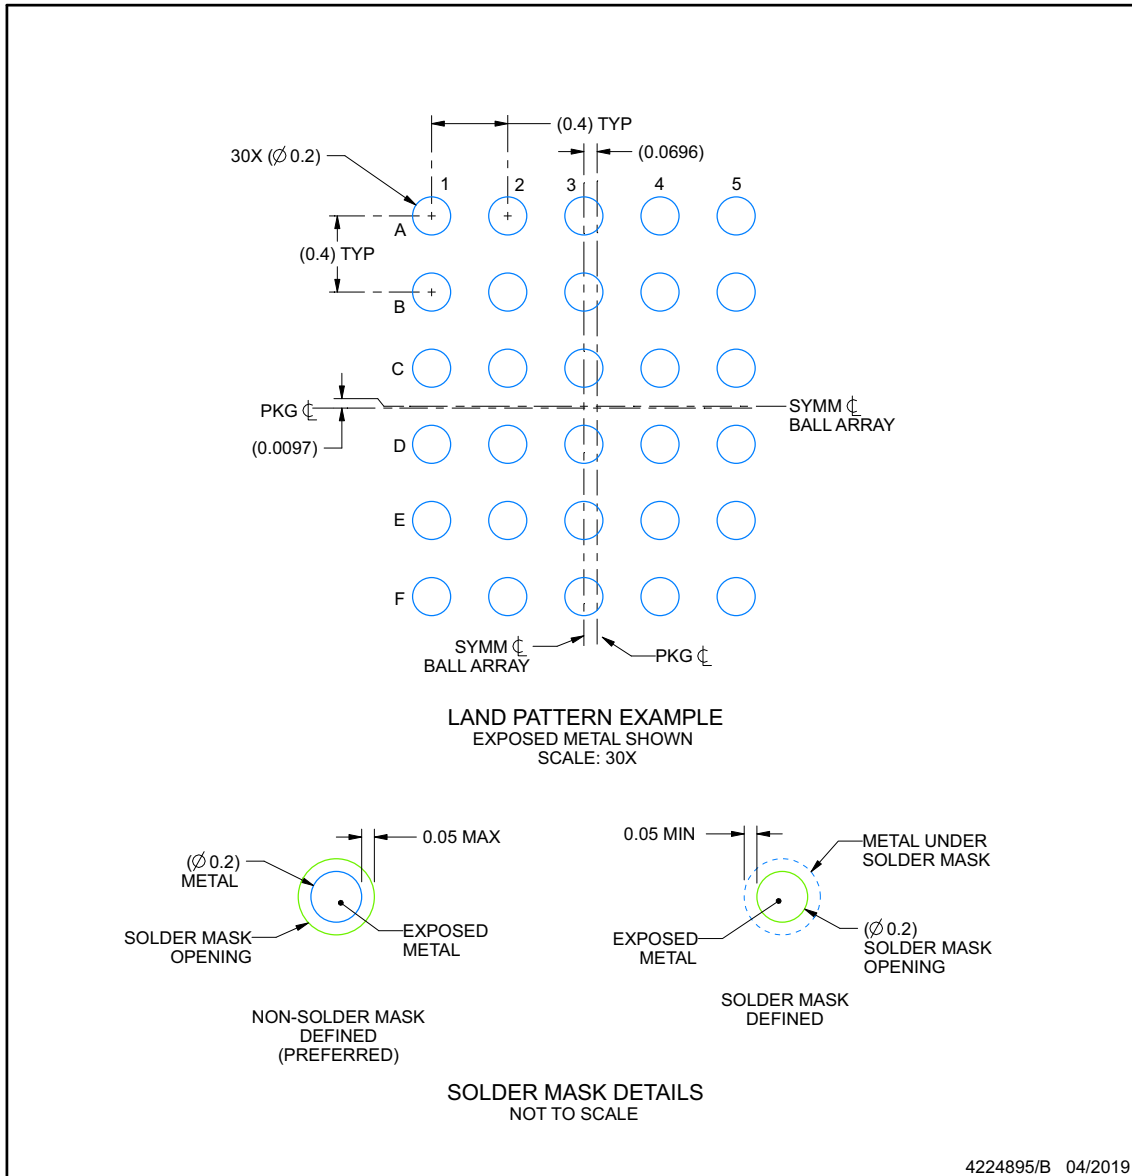 (0.4) TYP
(0.0696)
30X (∅ 0.2)
1 2 3 4 5
A
(0.4) TYP
B
C
PKG ℄
SYMM ℄
BALL ARRAY
(0.0097)
D
E
F
SYMM ℄
BALL ARRAY
PKG ℄
LAND PATTERN EXAMPLE
EXPOSED METAL SHOWN
SCALE: 30X
0.05 MAX
(∅ 0.2)
METAL
SOLDER MASK
OPENING
EXPOSED
METAL
NON-SOLDER MASK
DEFINED
(PREFERRED)
0.05 MIN
METAL UNDER
SOLDER MASK
EXPOSED
METAL
(∅ 0.2)
SOLDER MASK
OPENING
SOLDER MASK
DEFINED
SOLDER MASK DETAILS
NOT TO SCALE
4224895/B 04/2019